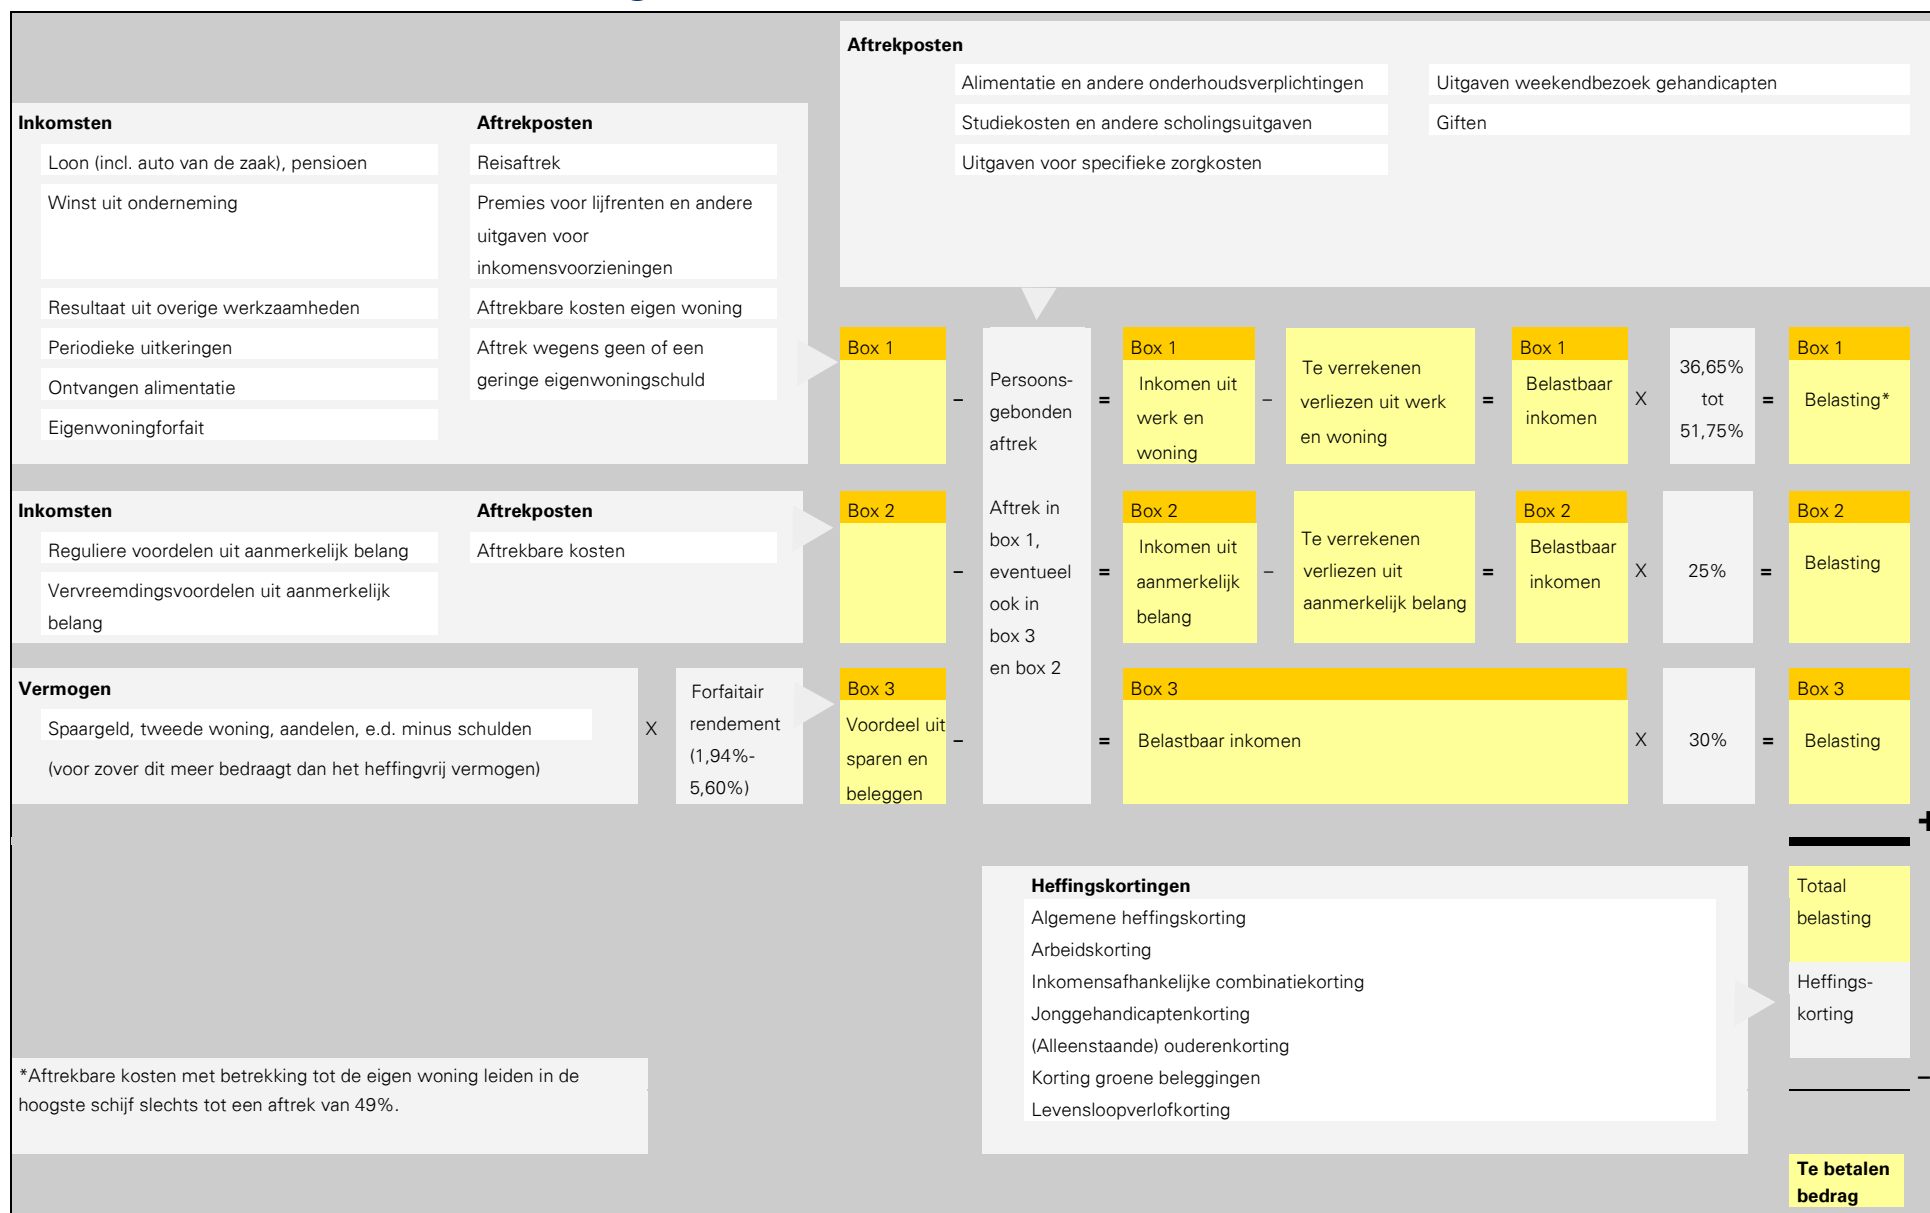 Aftrekposten
Alimentatie en andere onderhoudsverplichtingen
Uitgaven weekendbezoek gehandicapten
Studiekosten en andere scholingsuitgaven
Giften
Uitgaven voor specifieke zorgkosten
Inkomsten
Aftrekposten
Loon (incl. auto van de zaak), pensioen
Reisaftrek
Winst uit onderneming
Premies voor lijfrenten en andere
uitgaven voor
inkomensvoorzieningen
Resultaat uit overige werkzaamheden
Aftrekbare kosten eigen woning
Periodieke uitkeringen
Aftrek wegens geen of een
geringe eigenwoningschuld
Ontvangen alimentatie
Eigenwoningforfait
Box 1
–
Persoons-
gebonden
aftrek
Aftrek in
box 1,
eventueel
ook in
box 3
en box 2
=
Box 1
Inkomen uit
werk en
woning
–
Te verrekenen
verliezen uit werk
en woning
=
Box 1
Belastbaar
inkomen
X
36,65%
tot
51,75%
=
Box 1
Belasting*
Inkomsten
Aftrekposten
Reguliere voordelen uit aanmerkelijk belang
Aftrekbare kosten
Vervreemdingsvoordelen uit aanmerkelijk
belang
Box 2
–
=
Box 2
Inkomen uit
aanmerkelijk
belang
–
Te verrekenen
verliezen uit
aanmerkelijk belang
=
Box 2
Belastbaar
inkomen
X
25%
=
Box 2
Belasting
Vermogen
Spaargeld, tweede woning, aandelen, e.d. minus schulden
(voor zover dit meer bedraagt dan het heffingvrij vermogen)
X
Forfaitair
rendement
(1,94%-
5,60%)
Box 3
Voordeel uit
sparen en
beleggen
–
=
Box 3
Belastbaar inkomen
X
30%
=
Box 3
Belasting
+
Heffingskortingen
Algemene heffingskorting
Arbeidskorting
Inkomensafhankelijke combinatiekorting
Jonggehandicaptenkorting
(Alleenstaande) ouderenkorting
Korting groene beleggingen
Levensloopverlofkorting
Totaal
belasting
Heffings-
korting
–
*Aftrekbare kosten met betrekking tot de eigen woning leiden in de
hoogste schijf slechts tot een aftrek van 49%.
Te betalen
bedrag